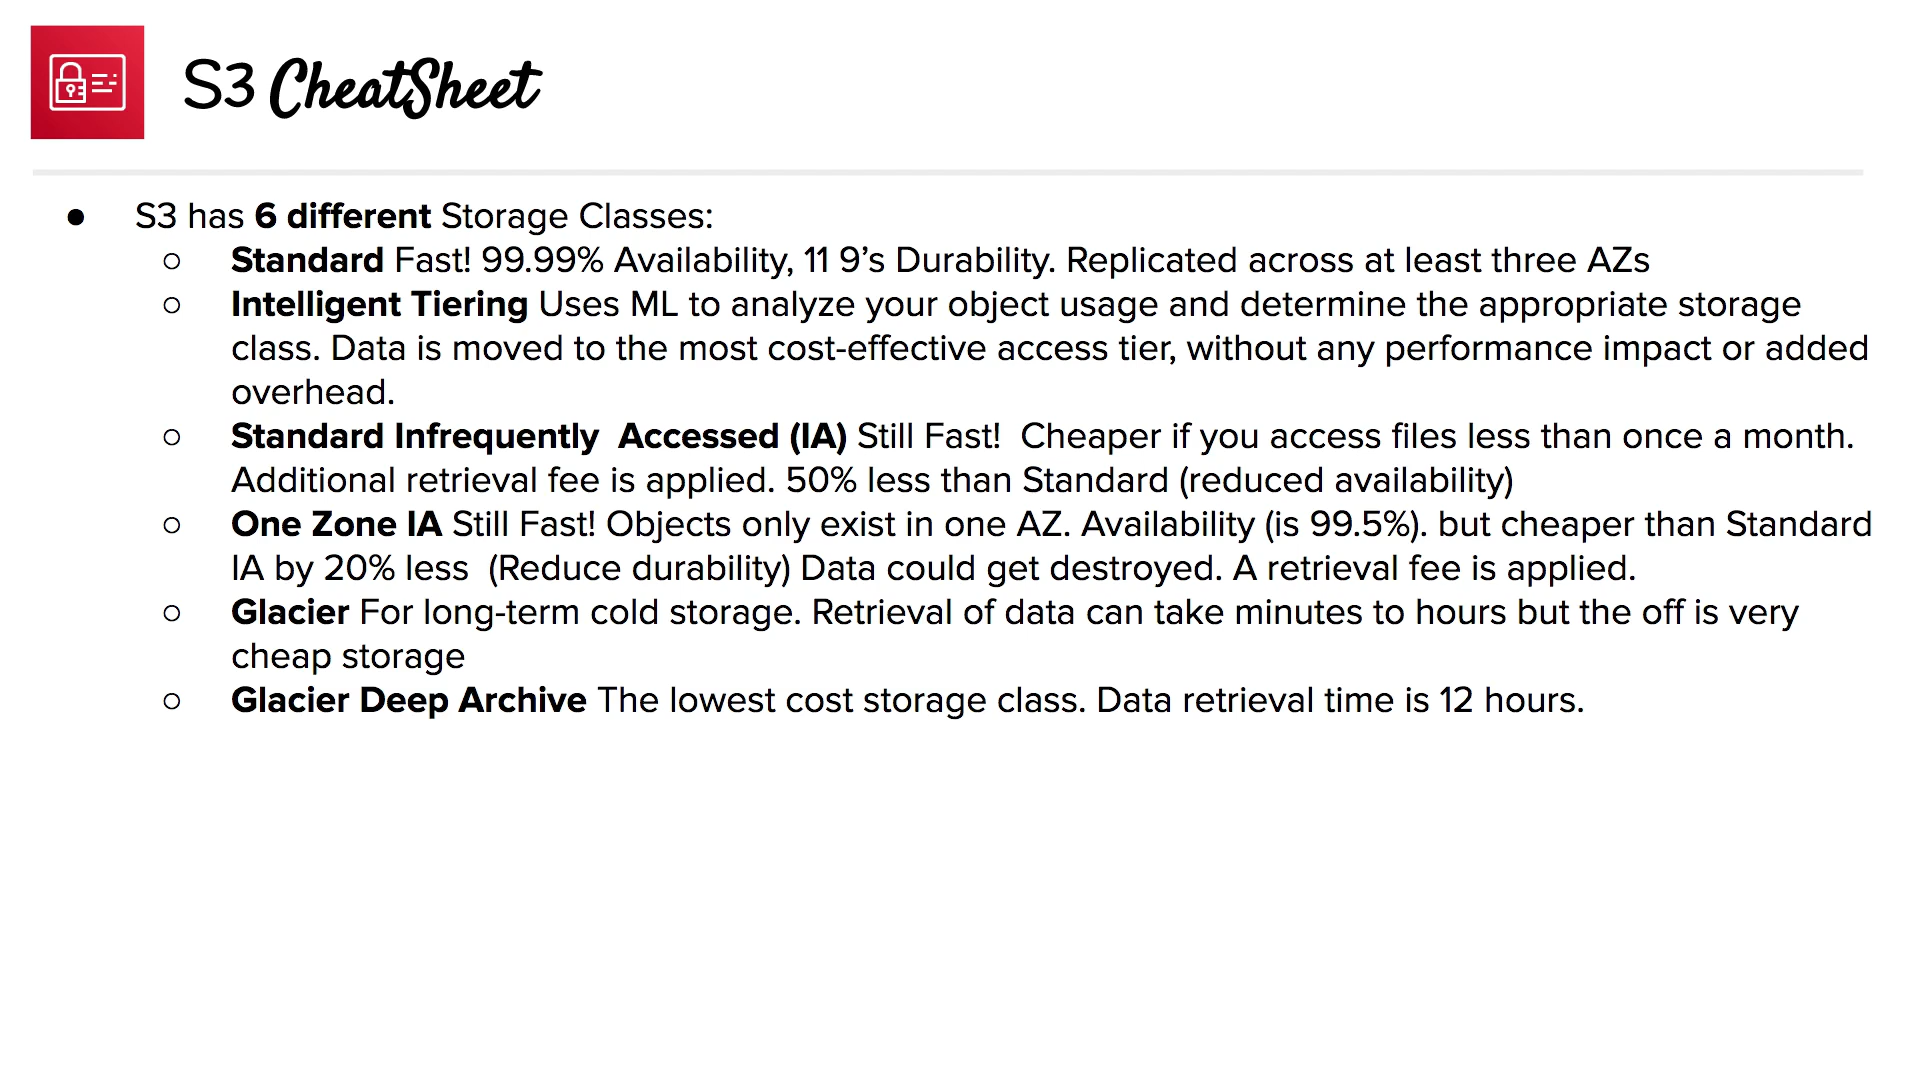 S3 CheatSheet
● S3 has 6 different Storage Classes:
○ Standard Fast! 99.99% Availability, 11 9’s Durability. Replicated across at least three AZs
○ Intelligent Tiering Uses ML to analyze your object usage and determine the appropriate storage
class. Data is moved to the most cost-effective access tier, without any performance impact or added
overhead.
○ Standard Infrequently  Accessed (IA) Still Fast!  Cheaper if you access files less than once a month.
Additional retrieval fee is applied. 50% less than Standard (reduced availability)
○ One Zone IA Still Fast! Objects only exist in one AZ. Availability (is 99.5%). but cheaper than Standard
IA by 20% less  (Reduce durability) Data could get destroyed. A retrieval fee is applied.
○ Glacier For long-term cold storage. Retrieval of data can take minutes to hours but the off is very
cheap storage
○ Glacier Deep Archive The lowest cost storage class. Data retrieval time is 12 hours.